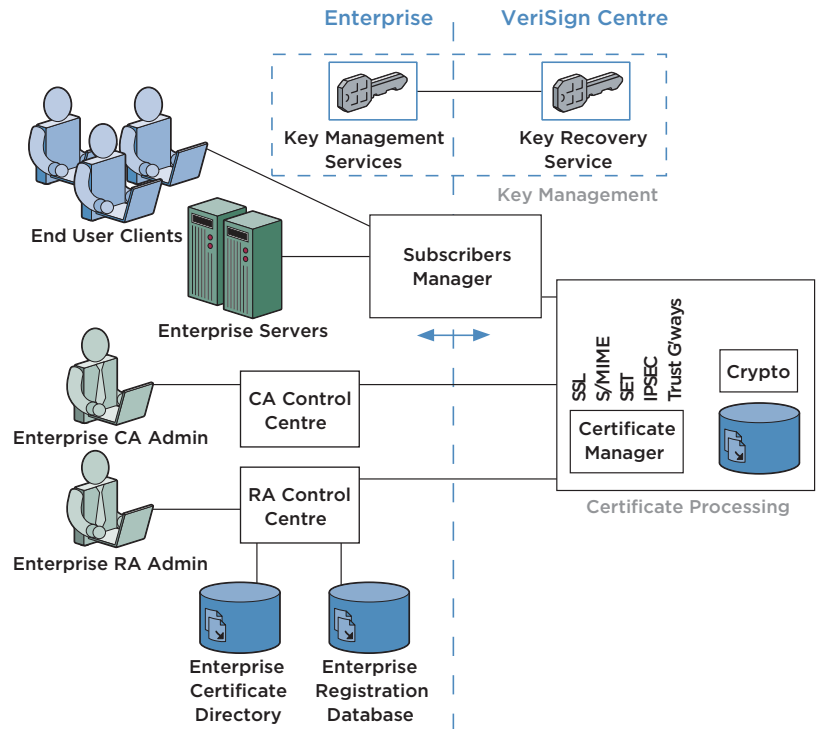 Enterprise
VeriSign Centre
Key Management
Services
Key Recovery
Service
Key Management
End User Clients
Subscribers
Manager
Enterprise Servers
SSL
S/MIME
SET
IPSEC
Trust G'ways
Crypto
Certificate
Manager
Certificate Processing
Enterprise CA Admin
CA Control
Centre
RA Control
Centre
Enterprise RA Admin
Enterprise
Certificate
Directory
Enterprise
Registration
Database